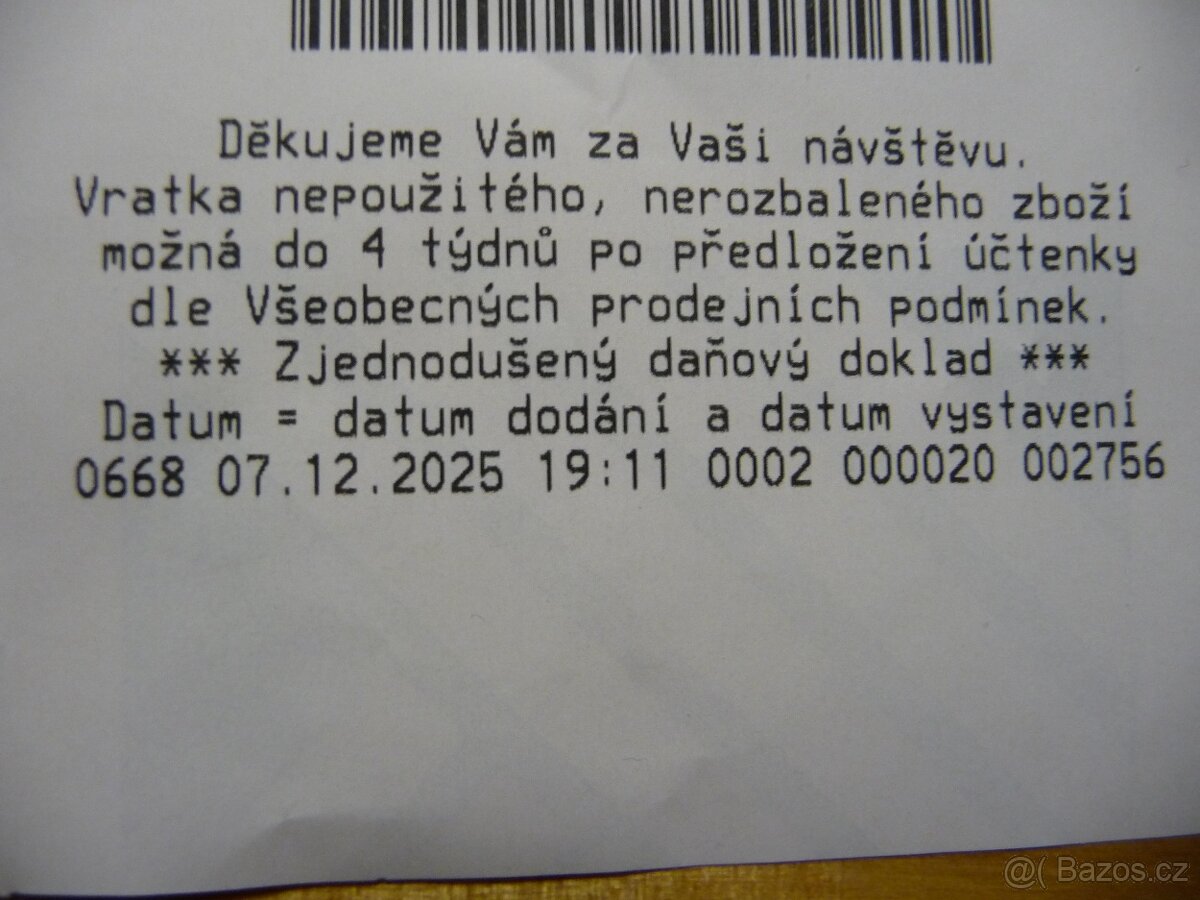 Děkujeme Vám za Vaši návštěvu.
Vratka nepoužitého, nerozbaleného zboží
možná do 4 týdnů po předložení účtenky
dle Všeobecných prodejních podmínek.
*** Zjednodušený daňový doklad ***
Datum = datum dodání a datum vystavení
0668 07.12.2025 19:11 0002 000020 002756
@( Bazos.cz